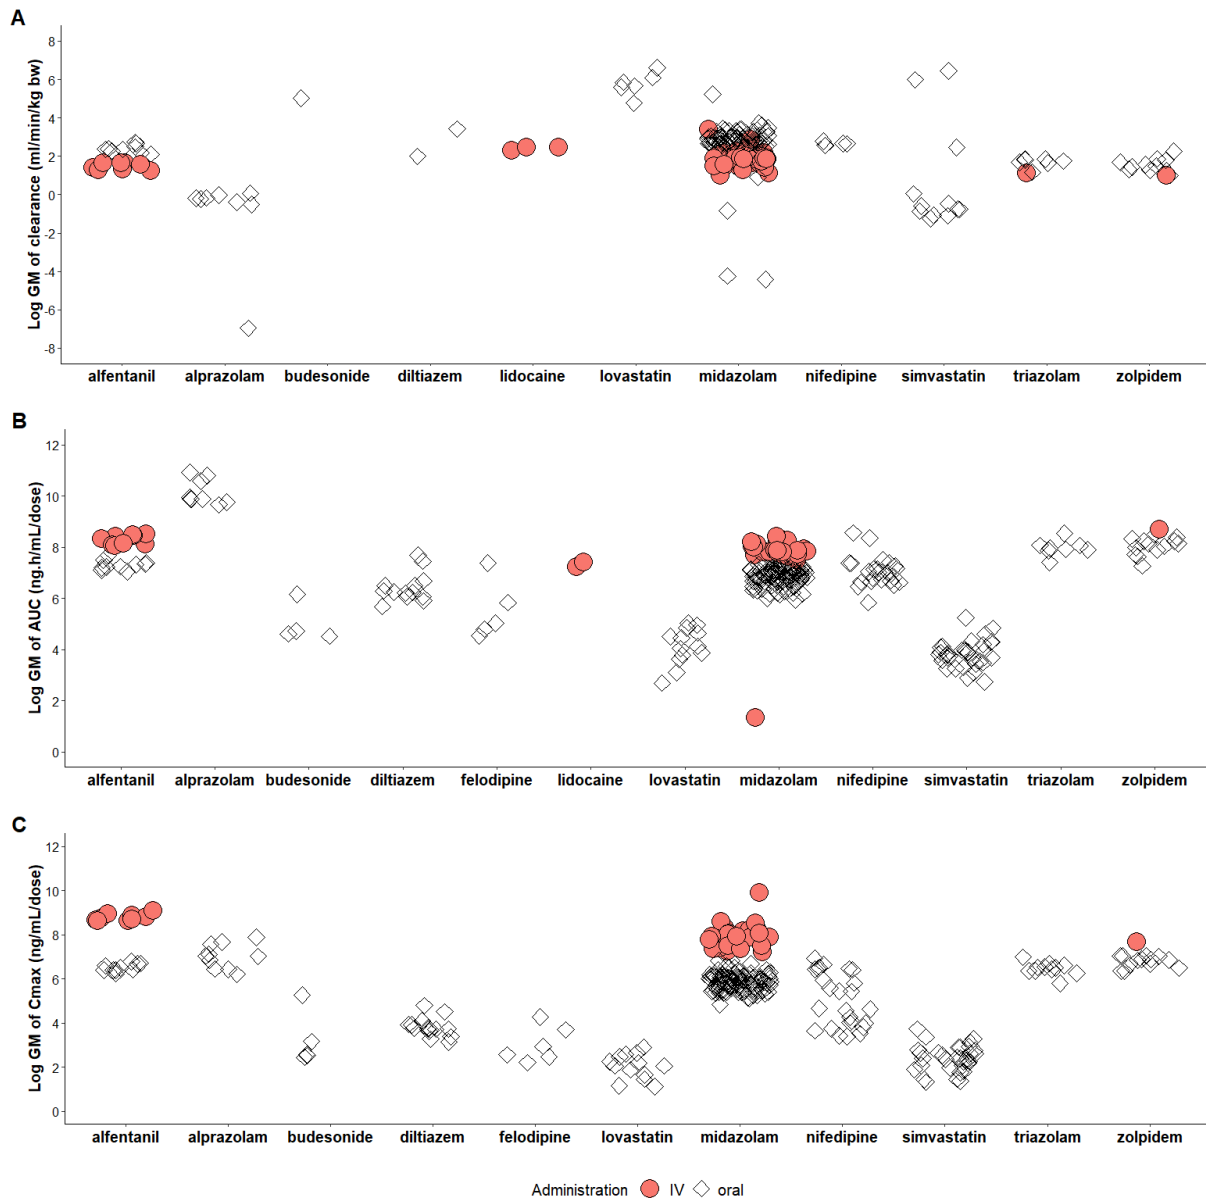 A
Log GM of clearance (ml/min/kg bw)
8
6
4
2
0
-2
-4
-6
-8
alfentanil alprazolam budesonide diltiazem lidocaine lovastatin midazolam nifedipine simvastatin triazolam zolpidem
B
Log GM of AUC (ng.h/mL/dose)
12
10
8
6
4
2
0
alfentanil alprazolam budesonide diltiazem felodipine lidocaine lovastatin midazolam nifedipine simvastatin triazolam zolpidem
C
Log GM of Cmax (ng/mL/dose)
12
10
8
6
4
2
0
alfentanil alprazolam budesonide diltiazem felodipine lovastatin midazolam nifedipine simvastatin triazolam zolpidem
Administration IV oral